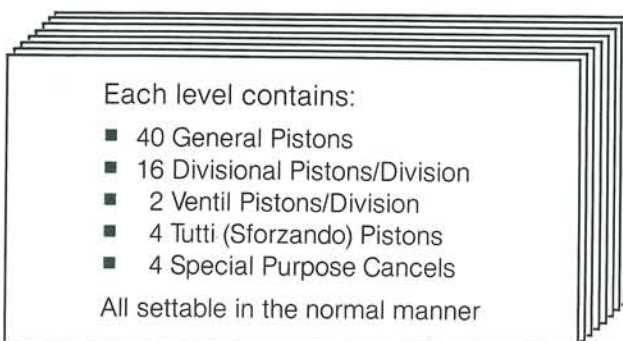 Each level contains:
■ 40 General Pistons
■ 16 Divisional Pistons/Division
■ 2 Ventil Pistons/Division
■ 4 Tutti (Sforzando) Pistons
■ 4 Special Purpose Cancels
All settable in the normal manner